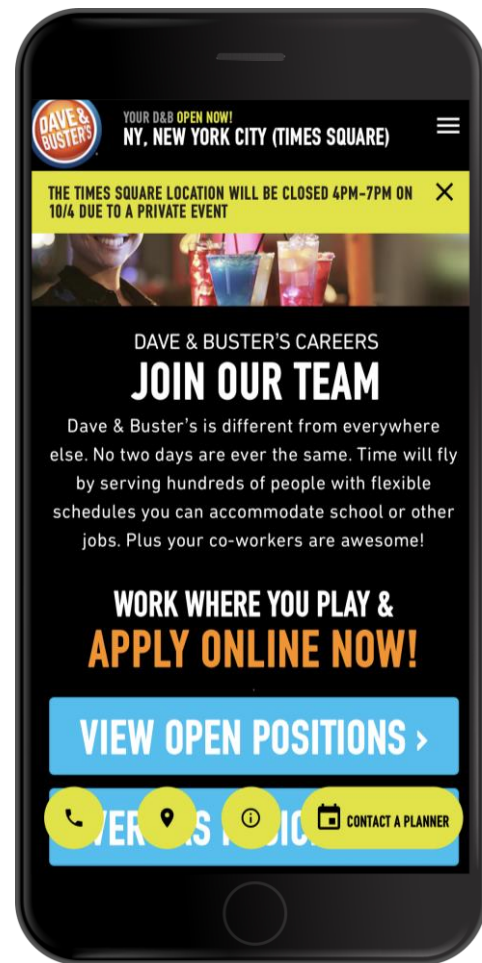 DAVE &
BUSTER'S
YOUR D&B OPEN NOW!
NY, NEW YORK CITY (TIMES SQUARE)
THE TIMES SQUARE LOCATION WILL BE CLOSED 4PM-7PM ON
10/4 DUE TO A PRIVATE EVENT
DAVE & BUSTER'S CAREERS
JOIN OUR TEAM
Dave & Buster's is different from everywhere
else. No two days are ever the same. Time will fly
by serving hundreds of people with flexible
schedules you can accommodate school or other
jobs. Plus your co-workers are awesome!
WORK WHERE YOU PLAY &
APPLY ONLINE NOW!
VIEW OPEN POSITIONS ›
CONTACT A PLANNER